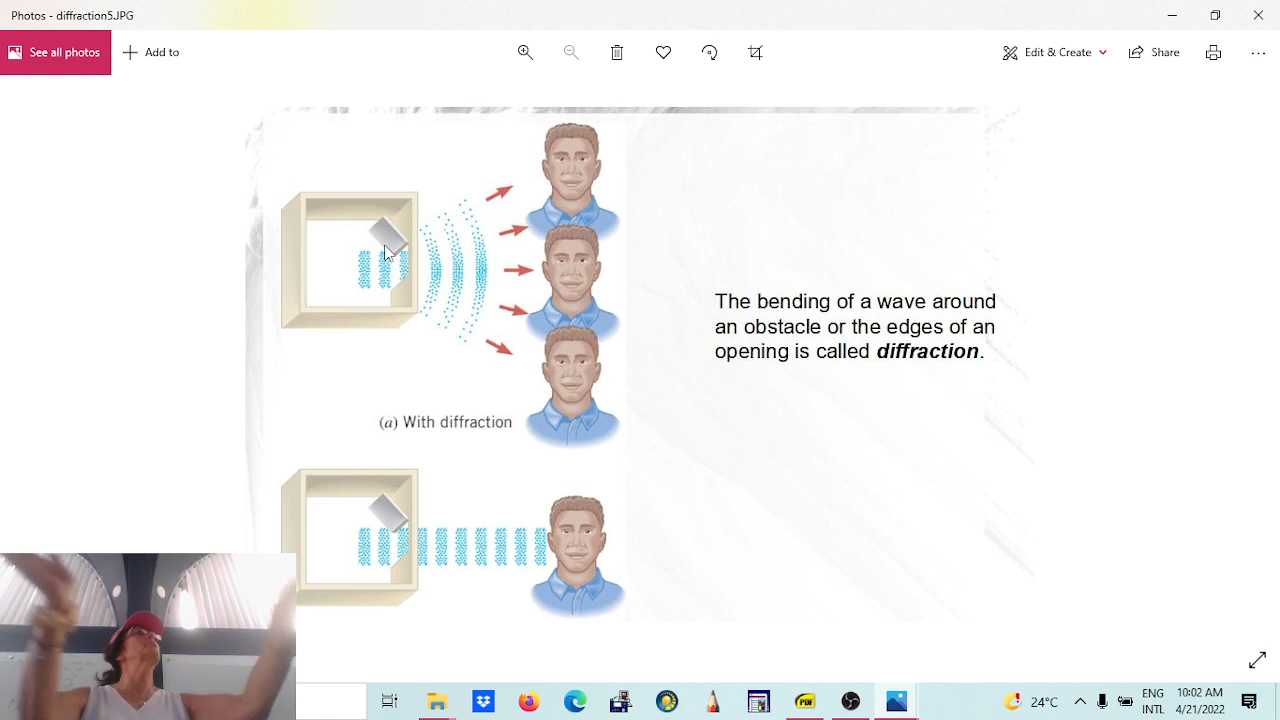 Photos - diffraction5.JPG
See all photos
Add to
Edit & Create
Share
The bending of a wave around
an obstacle or the edges of an
opening is called diffraction.
(a) With diffraction
24°C
ENG
INTL
10:02 AM
4/21/2022
PDF